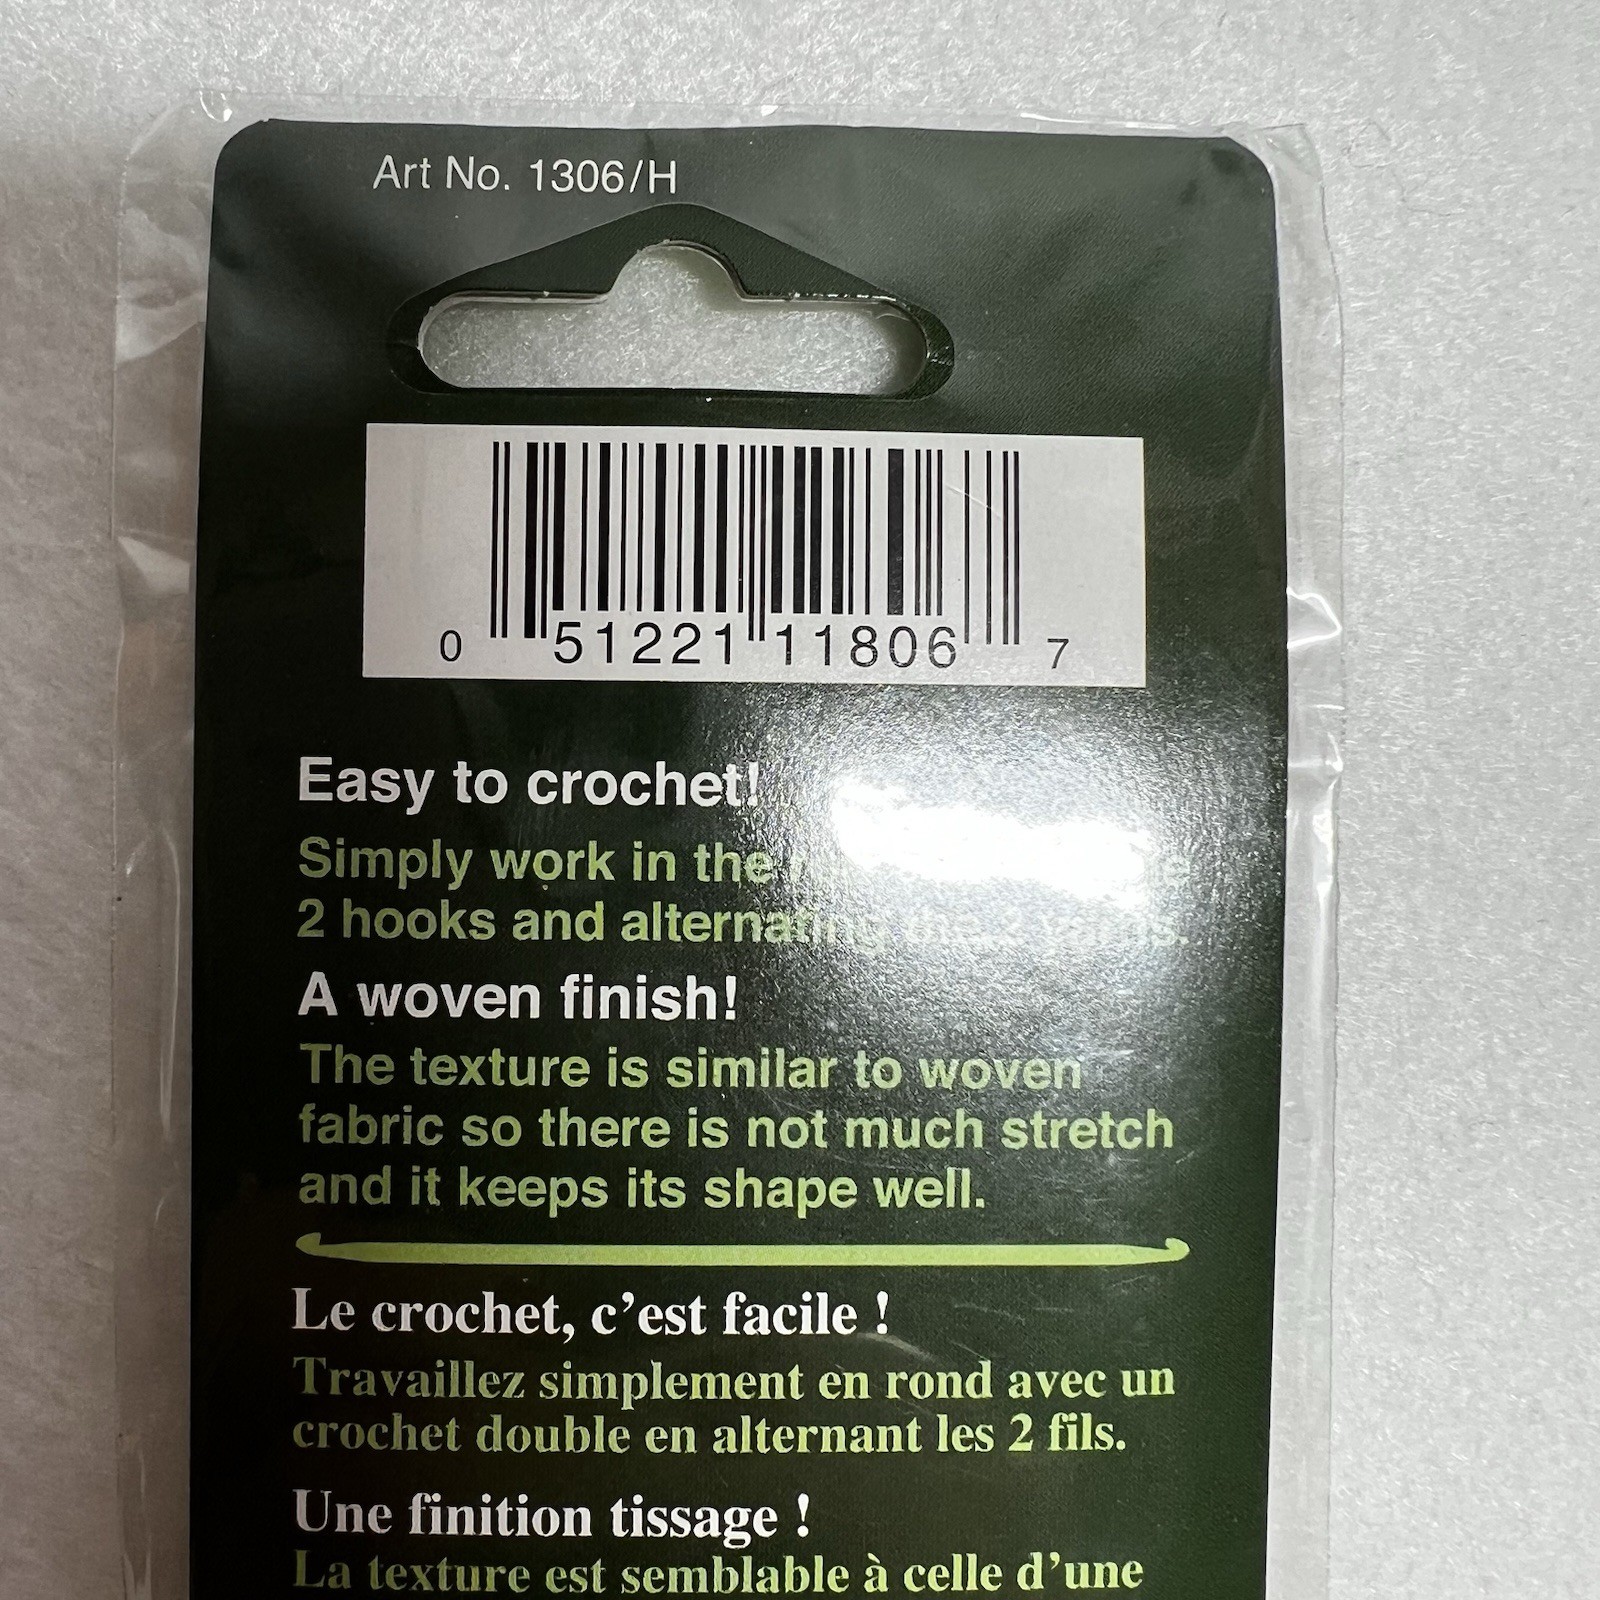 Art No. 1306/H
0 51221 11806 7
Easy to crochet!
Simply work in the
2 hooks and alternating the 2 yarns.
A woven finish!
The texture is similar to woven
fabric so there is not much stretch
and it keeps its shape well.
Le crochet, c’est facile !
Travaillez simplement en rond avec un
crochet double en alternant les 2 fils.
Une finition tissage !
La texture est semblable à celle d’une